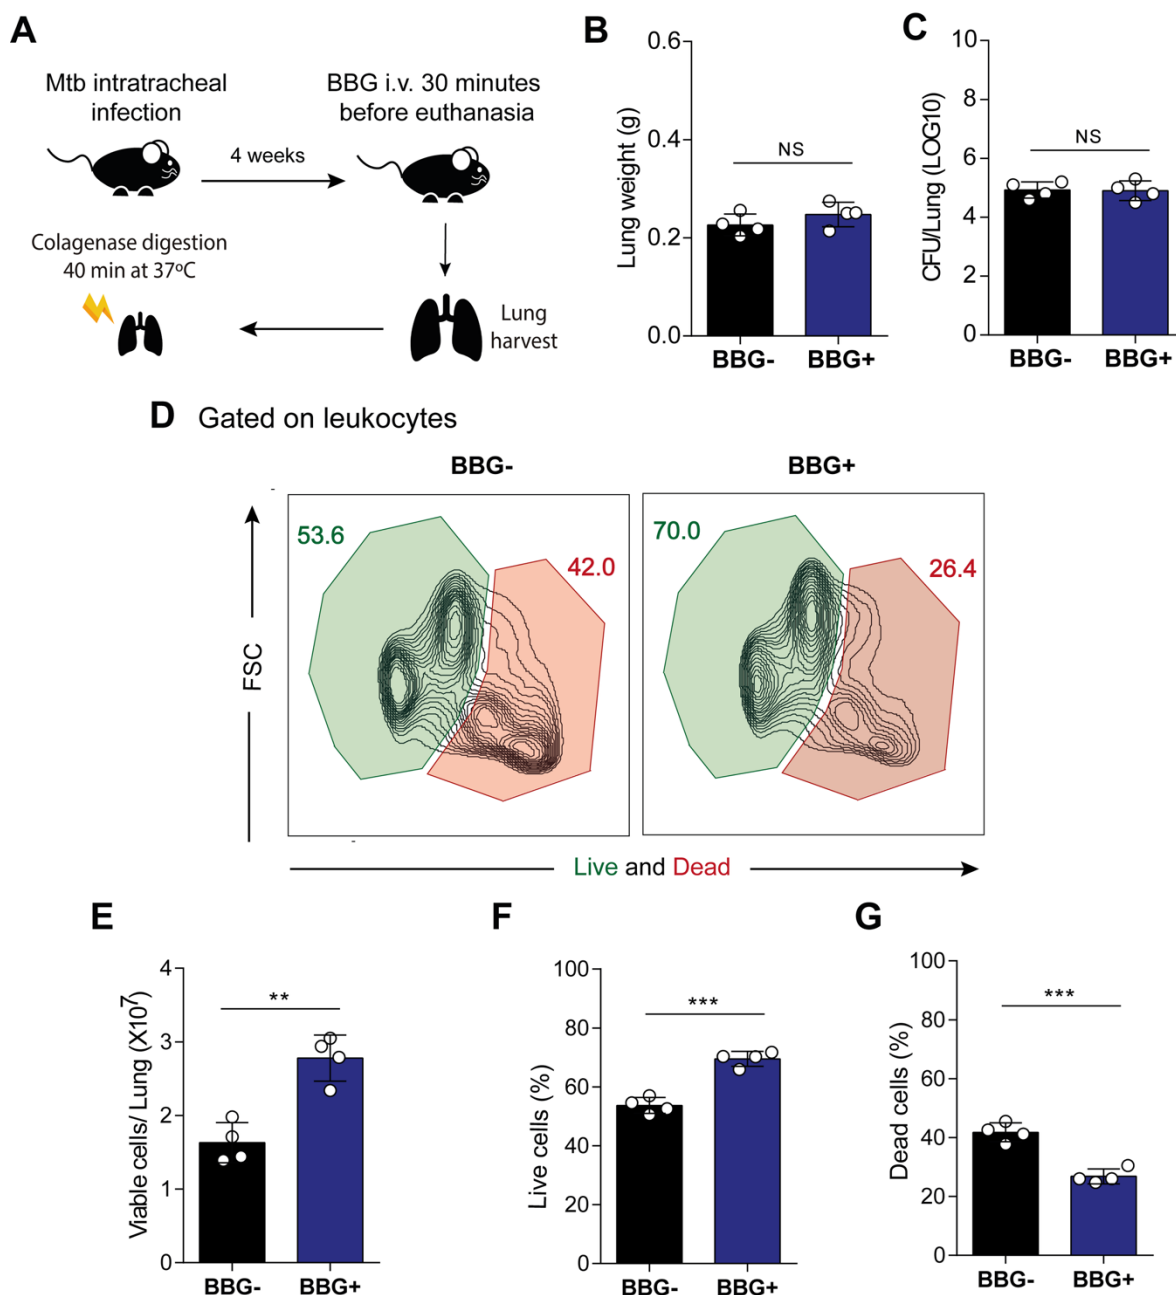 A
Mtb intratracheal
infection
BBG i.v. 30 minutes
before euthanasia
4 weeks
Colagenase digestion
40 min at 37ºC
Lung
harvest
B
Lung weight (g)
0.6
0.4
0.2
0.0
NS
BBG-
BBG+
C
CFU/Lung (LOG10)
10
8
6
4
2
0
NS
BBG-
BBG+
D Gated on leukocytes
BBG-
BBG+
FSC
53.6
42.0
70.0
26.4
Live and Dead
E
Viable cells/ Lung (X10⁷)
4
3
2
1
0
**
BBG-
BBG+
F
Live cells (%)
100
80
60
40
20
0
***
BBG-
BBG+
G
Dead cells (%)
100
80
60
40
20
0
***
BBG-
BBG+